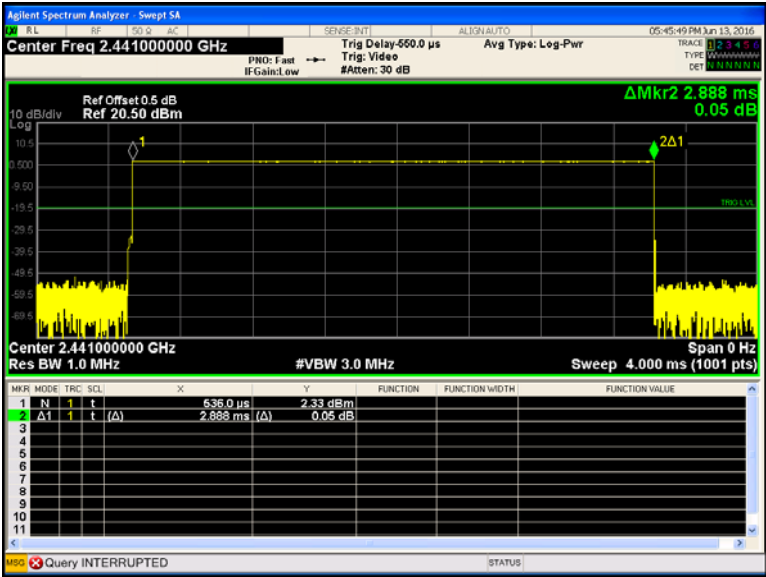 Agilent Spectrum Analyzer - Swept SA
RL RF 50 Ω AC SENSE:INT ALIGNAUTO 05:45:49 PM Jun 13, 2016
Center Freq 2.441000000 GHz
PNO: Fast
IFGain:Low
Trig Delay-550.0 µs
Trig: Video
#Atten: 30 dB
Avg Type: Log-Pwr
TRACE 1 2 3 4 5 6
TYPE WWWWWW
DET N N N N N N
ΔMkr2 2.888 ms
0.05 dB
Ref Offset 0.5 dB
10 dB/div Ref 20.50 dBm
Log
10.5
0.500
-9.50
-19.5
-29.5
-39.5
-49.5
-59.5
-69.5
1
2Δ1
TRIG LVL
Center 2.441000000 GHz Span 0 Hz
Res BW 1.0 MHz #VBW 3.0 MHz Sweep 4.000 ms (1001 pts)
MKR MODE TRC SCL X Y FUNCTION FUNCTION WIDTH FUNCTION VALUE
1 N 1 t 536.0 µs 2.33 dBm
2 Δ1 1 t (Δ) 2.888 ms (Δ) 0.05 dB
3
4
5
6
7
8
9
10
11
MSG Query INTERRUPTED STATUS